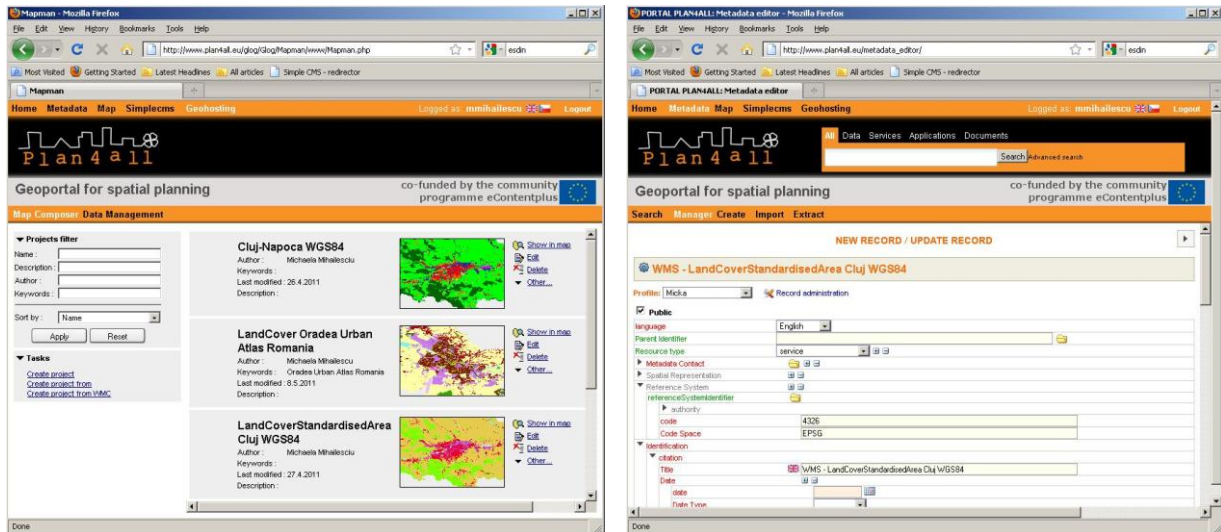 Mapman - Mozilla Firefox
File Edit View History Bookmarks Tools Help
http://www.plan4all.eu/glog/Glog/Mapman/www/Mapman.php
esdn
Most Visited Getting Started Latest Headlines All articles Simple CMS - redirector
Mapman
Home Metadata Map Simplecms Geohosting Logged as: mmihailescu Logout
Plan4all
Geoportal for spatial planning
co-funded by the community
programme eContentplus
Map Composer Data Management
Projects filter
Name :
Description :
Author :
Keywords :
Sort by : Name
Apply Reset
Tasks
Create project
Create project from
Create project from WMC
Cluj-Napoca WGS84
Author : Michaela Mihailescu
Keywords :
Last modified : 26.4.2011
Description :
Show in map
Edit
Delete
Other...
LandCover Oradea Urban
Atlas Romania
Author : Michaela Mihailescu
Keywords : Oradea Urban Atlas Romania
Last modified : 8.5.2011
Description :
Show in map
Edit
Delete
Other...
LandCoverStandardisedArea
Cluj WGS84
Author : Michaela Mihailescu
Keywords :
Last modified : 27.4.2011
Description :
Show in map
Edit
Delete
Other...
Done
PORTAL PLAN4ALL: Metadata editor - Mozilla Firefox
File Edit View History Bookmarks Tools Help
http://www.plan4all.eu/metadata_editor/
esdn
Most Visited Getting Started Latest Headlines All articles Simple CMS - redirector
PORTAL PLAN4ALL: Metadata editor
Home Metadata Map Simplecms Geohosting Logged as: mmihailescu Logout
Plan4all
All Data Services Applications Documents
Search Advanced search
Geoportal for spatial planning
co-funded by the community
programme eContentplus
Search Manager Create Import Extract
NEW RECORD / UPDATE RECORD
WMS - LandCoverStandardisedArea Cluj WGS84
Profile: Micka Record administration
Public
language English
Parent Identifier
Resource type service
Metadata Contact
Spatial Representation
Reference System
referenceSystemIdentifier
authority
code 4326
Code Space EPSG
Identification
citation
Title WMS - LandCoverStandardisedArea Cluj WGS84
Date
date
Date Type
Done